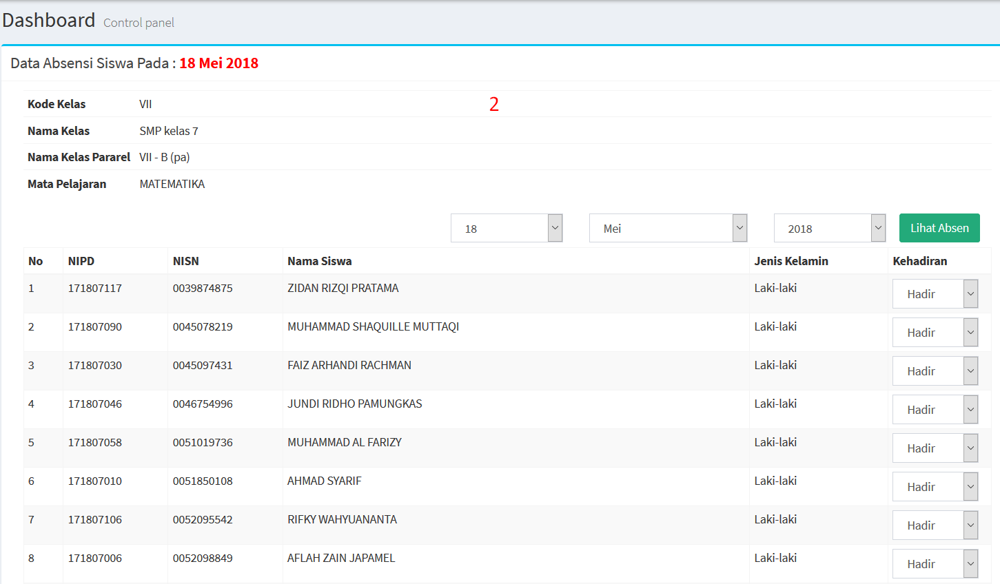 Dashboard Control panel
Data Absensi Siswa Pada : 18 Mei 2018
Kode Kelas VII 2
Nama Kelas SMP kelas 7
Nama Kelas Pararel VII - B (pa)
Mata Pelajaran MATEMATIKA
18 Mei 2018 Lihat Absen
No NIPD NISN Nama Siswa Jenis Kelamin Kehadiran
1 171807117 0039874875 ZIDAN RIZQI PRATAMA Laki-laki Hadir
2 171807090 0045078219 MUHAMMAD SHAQUILLE MUTTAQI Laki-laki Hadir
3 171807030 0045097431 FAIZ ARHANDI RACHMAN Laki-laki Hadir
4 171807046 0046754996 JUNDI RIDHO PAMUNGKAS Laki-laki Hadir
5 171807058 0051019736 MUHAMMAD AL FARIZY Laki-laki Hadir
6 171807010 0051850108 AHMAD SYARIF Laki-laki Hadir
7 171807106 0052095542 RIFKY WAHYUANANTA Laki-laki Hadir
8 171807006 0052098849 AFLAH ZAIN JAPAMEL Laki-laki Hadir